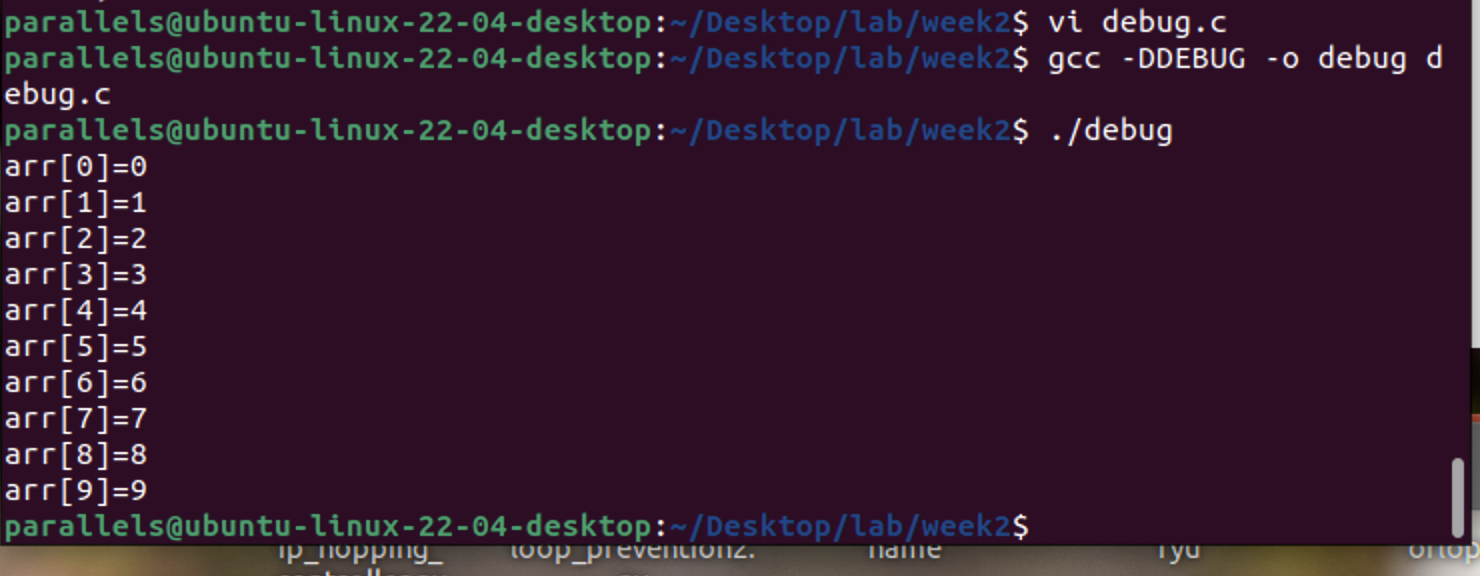 parallels@ubuntu-linux-22-04-desktop:~/Desktop/lab/week2$ vi debug.c
parallels@ubuntu-linux-22-04-desktop:~/Desktop/lab/week2$ gcc -DDEBUG -o debug d
ebug.c
parallels@ubuntu-linux-22-04-desktop:~/Desktop/lab/week2$ ./debug
arr[0]=0
arr[1]=1
arr[2]=2
arr[3]=3
arr[4]=4
arr[5]=5
arr[6]=6
arr[7]=7
arr[8]=8
arr[9]=9
parallels@ubuntu-linux-22-04-desktop:~/Desktop/lab/week2$
ip_hopping_ loop_prevention2. name ryu